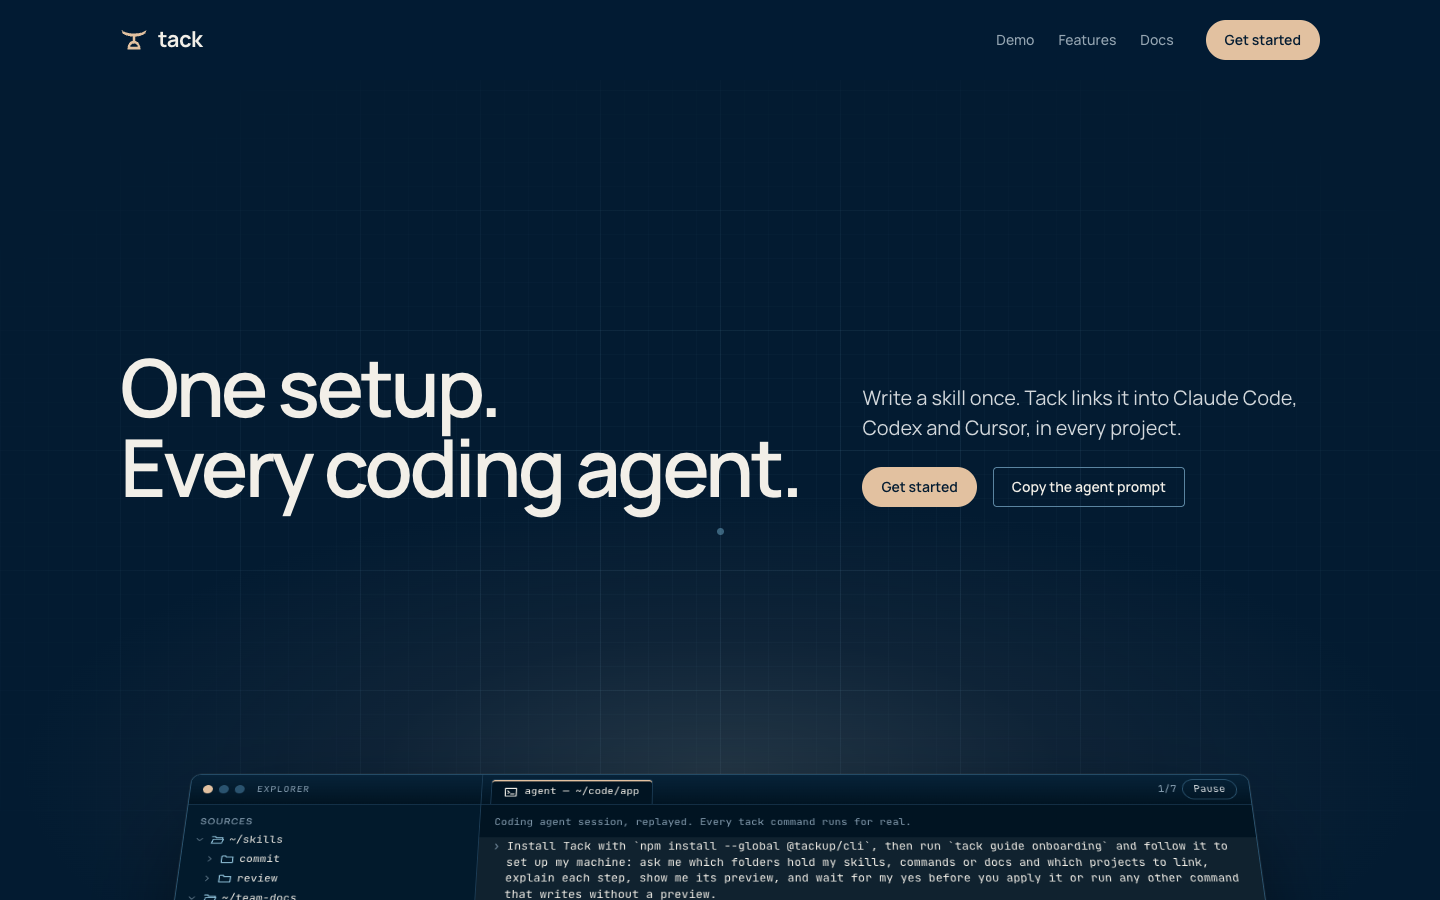 tack
Demo
Features
Docs
Get started
One setup.
Every coding agent.
Write a skill once. Tack links it into Claude Code,
Codex and Cursor, in every project.
Get started
Copy the agent prompt
EXPLORER
agent — ~/code/app
1/7
Pause
SOURCES
~/skills
commit
review
~/team-docs
Coding agent session, replayed. Every tack command runs for real.
› Install Tack with `npm install --global @tackup/cli`, then run `tack guide onboarding` and follow it to
set up my machine: ask me which folders hold my skills, commands or docs and which projects to link,
explain each step, show me its preview, and wait for my yes before you apply it or run any other command
that writes without a preview.